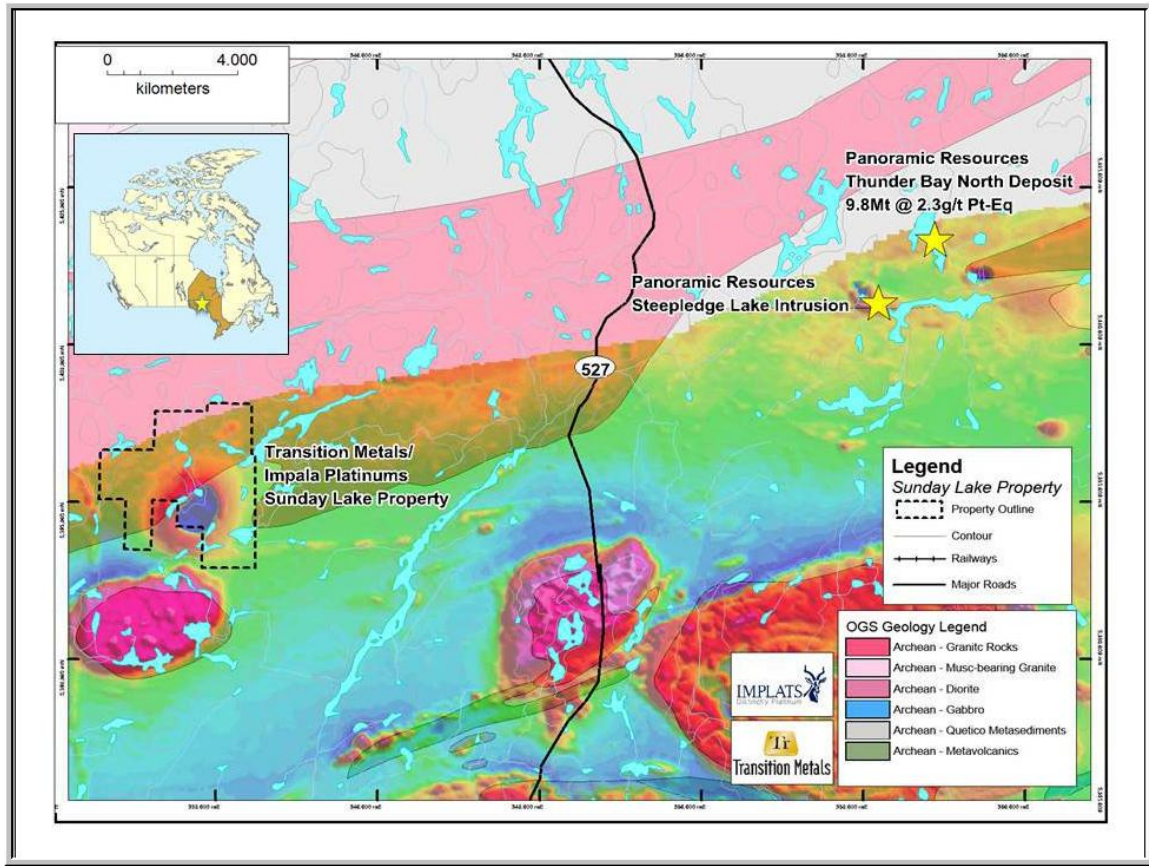 0 4.000
kilometers
Panoramic Resources
Thunder Bay North Deposit
9.8Mt @ 2.3g/t Pt-Eq
Panoramic Resources
Steepledge Lake Intrusion
527
Transition Metals/
Impala Platinums
Sunday Lake Property
Legend
Sunday Lake Property
Property Outline
Contour
Railways
Major Roads
OGS Geology Legend
Archean - Granitc Rocks
Archean - Musc-bearing Granite
Archean - Diorite
Archean - Gabbro
Archean - Quetico Metasediments
Archean - Metavolcanics
IMPLATS
Distinctly Platinum
Tr
Transition Metals